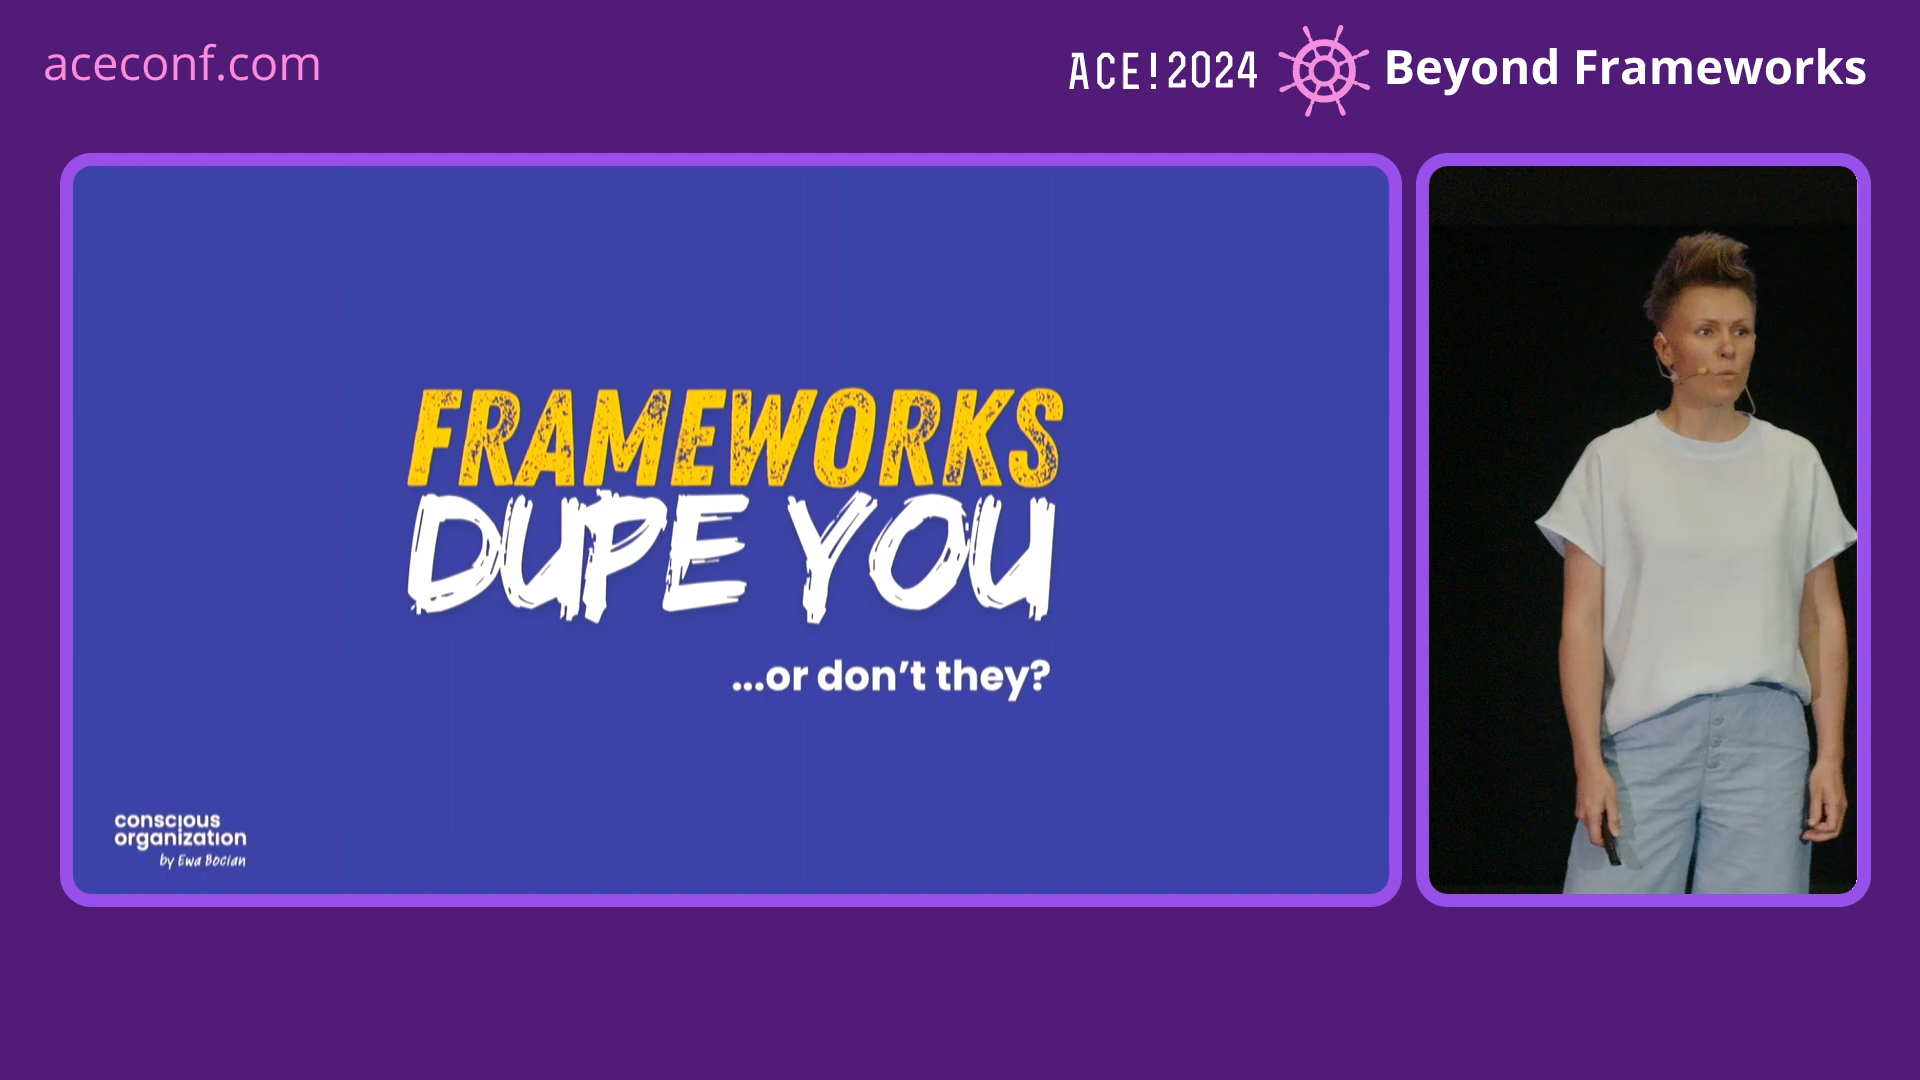 aceconf.com
ACE!2024 Beyond Frameworks
FRAMEWORKS
DUPE YOU
...or don’t they?
conscious
organization
by Ewa Bocian